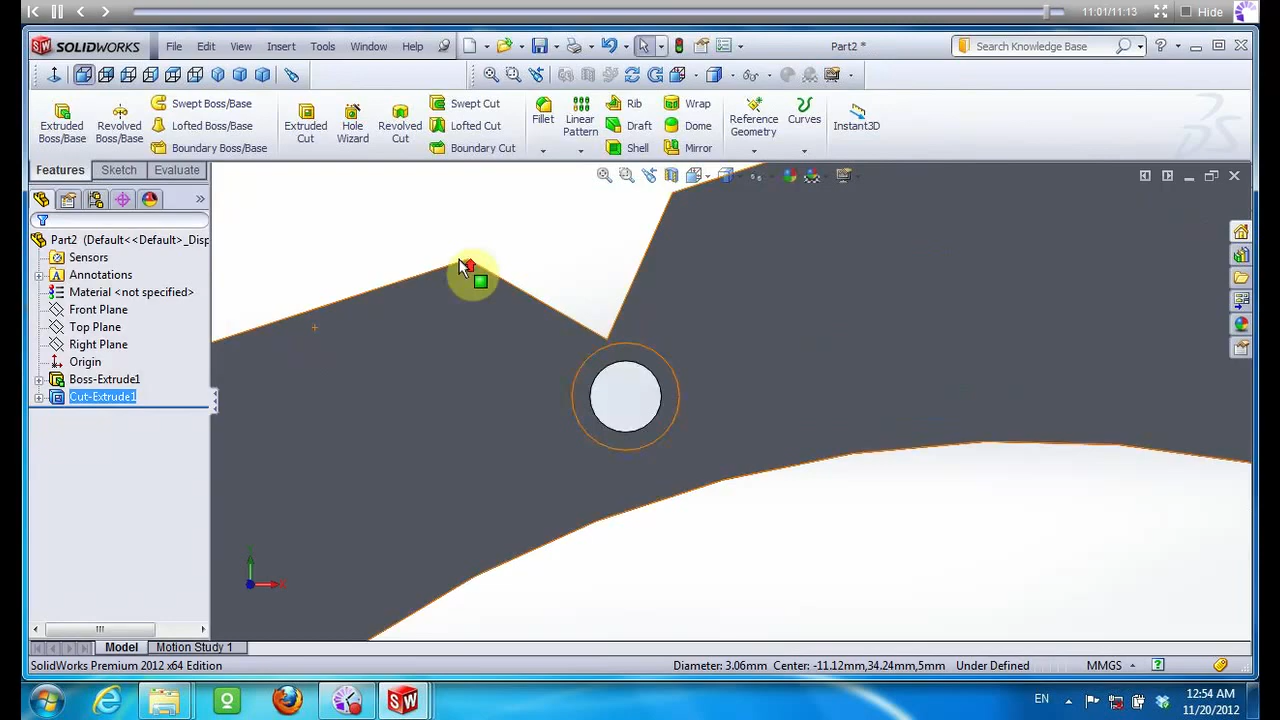 11:01/11:13
Hide
SW SOLIDWORKS File Edit View Insert Tools Window Help Part2 * Search Knowledge Base ?
Extruded Boss/Base
Revolved Boss/Base
Swept Boss/Base
Lofted Boss/Base
Boundary Boss/Base
Extruded Cut
Hole Wizard
Revolved Cut
Swept Cut
Lofted Cut
Boundary Cut
Fillet
Linear Pattern
Rib
Draft
Shell
Wrap
Dome
Mirror
Reference Geometry
Curves
Instant3D
Features Sketch Evaluate
»
Part2 (Default<<Default>_Disp
Sensors
A Annotations
Material <not specified>
Front Plane
Top Plane
Right Plane
Origin
Boss-Extrude1
Cut-Extrude1
Y
X
Model Motion Study 1
SolidWorks Premium 2012 x64 Edition Diameter: 3.06mm Center: -11.12mm,34.24mm,5mm Under Defined MMGS ?
SW EN 12:54 AM
11/20/2012